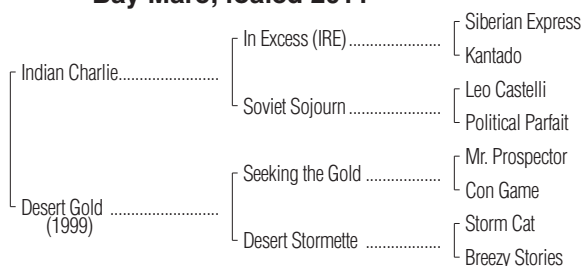 Bay Mare; foaled 2011
Siberian Express
In Excess (IRE)
Kantado
Indian Charlie
Leo Castelli
Soviet Sojourn
Political Parfait
Mr. Prospector
Seeking the Gold
Con Game
Desert Gold
(1999)
Storm Cat
Desert Stormette
Breezy Stories